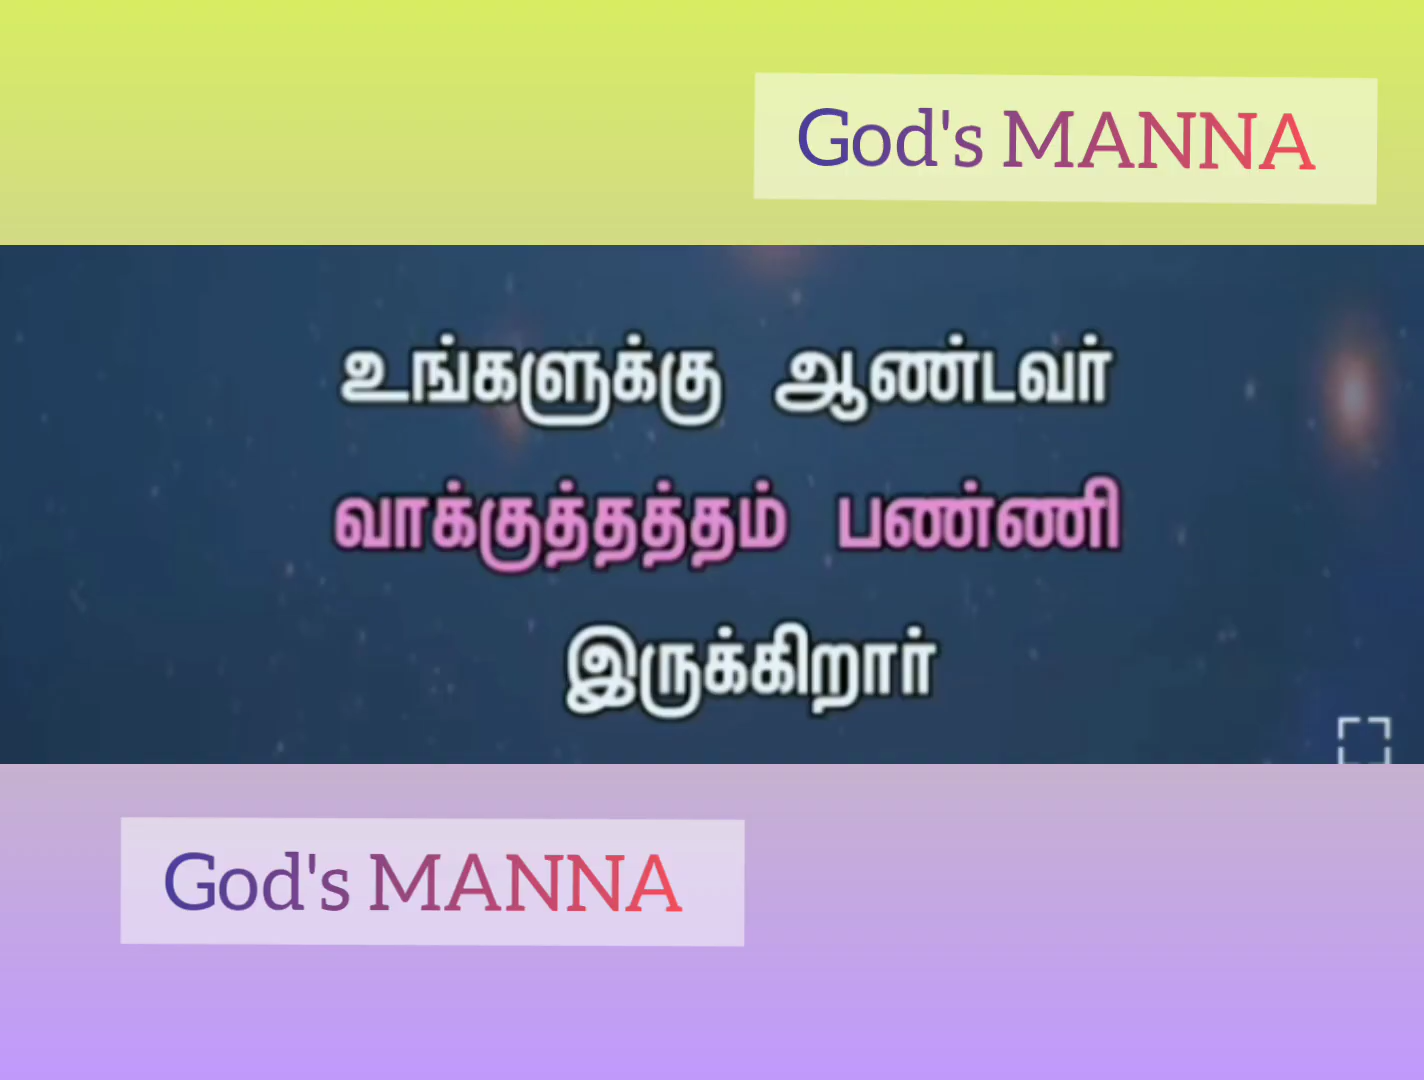 God's MANNA
உங்களுக்கு ஆண்டவர்
வாக்குத்தத்தம் பண்ணி
இருக்கிறார்
God's MANNA